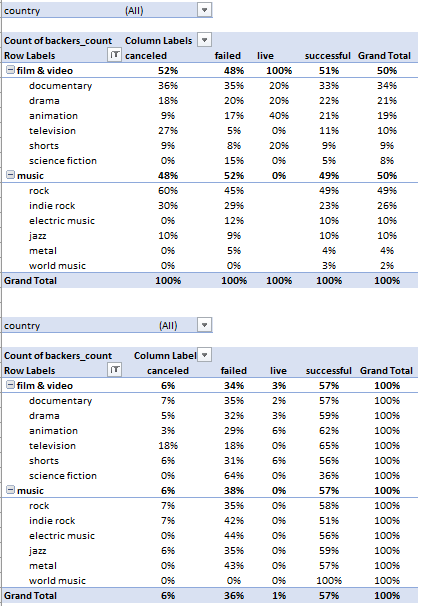 country (All)
Count of backers_count Column Labels
Row Labels canceled failed live successful Grand Total
film & video 52% 48% 100% 51% 50%
documentary 36% 35% 20% 33% 34%
drama 18% 20% 20% 22% 21%
animation 9% 17% 40% 21% 19%
television 27% 5% 0% 11% 10%
shorts 9% 8% 20% 9% 9%
science fiction 0% 15% 0% 5% 8%
music 48% 52% 0% 49% 50%
rock 60% 45% 49% 49%
indie rock 30% 29% 23% 26%
electric music 0% 12% 10% 10%
jazz 10% 9% 10% 10%
metal 0% 5% 4% 4%
world music 0% 0% 3% 2%
Grand Total 100% 100% 100% 100% 100%
country (All)
Count of backers_count Column Label
Row Labels canceled failed live successful Grand Total
film & video 6% 34% 3% 57% 100%
documentary 7% 35% 2% 57% 100%
drama 5% 32% 3% 59% 100%
animation 3% 29% 6% 62% 100%
television 18% 18% 0% 65% 100%
shorts 6% 31% 6% 56% 100%
science fiction 0% 64% 0% 36% 100%
music 6% 38% 0% 57% 100%
rock 7% 35% 0% 58% 100%
indie rock 7% 42% 0% 51% 100%
electric music 0% 44% 0% 56% 100%
jazz 6% 35% 0% 59% 100%
metal 0% 43% 0% 57% 100%
world music 0% 0% 0% 100% 100%
Grand Total 6% 36% 1% 57% 100%